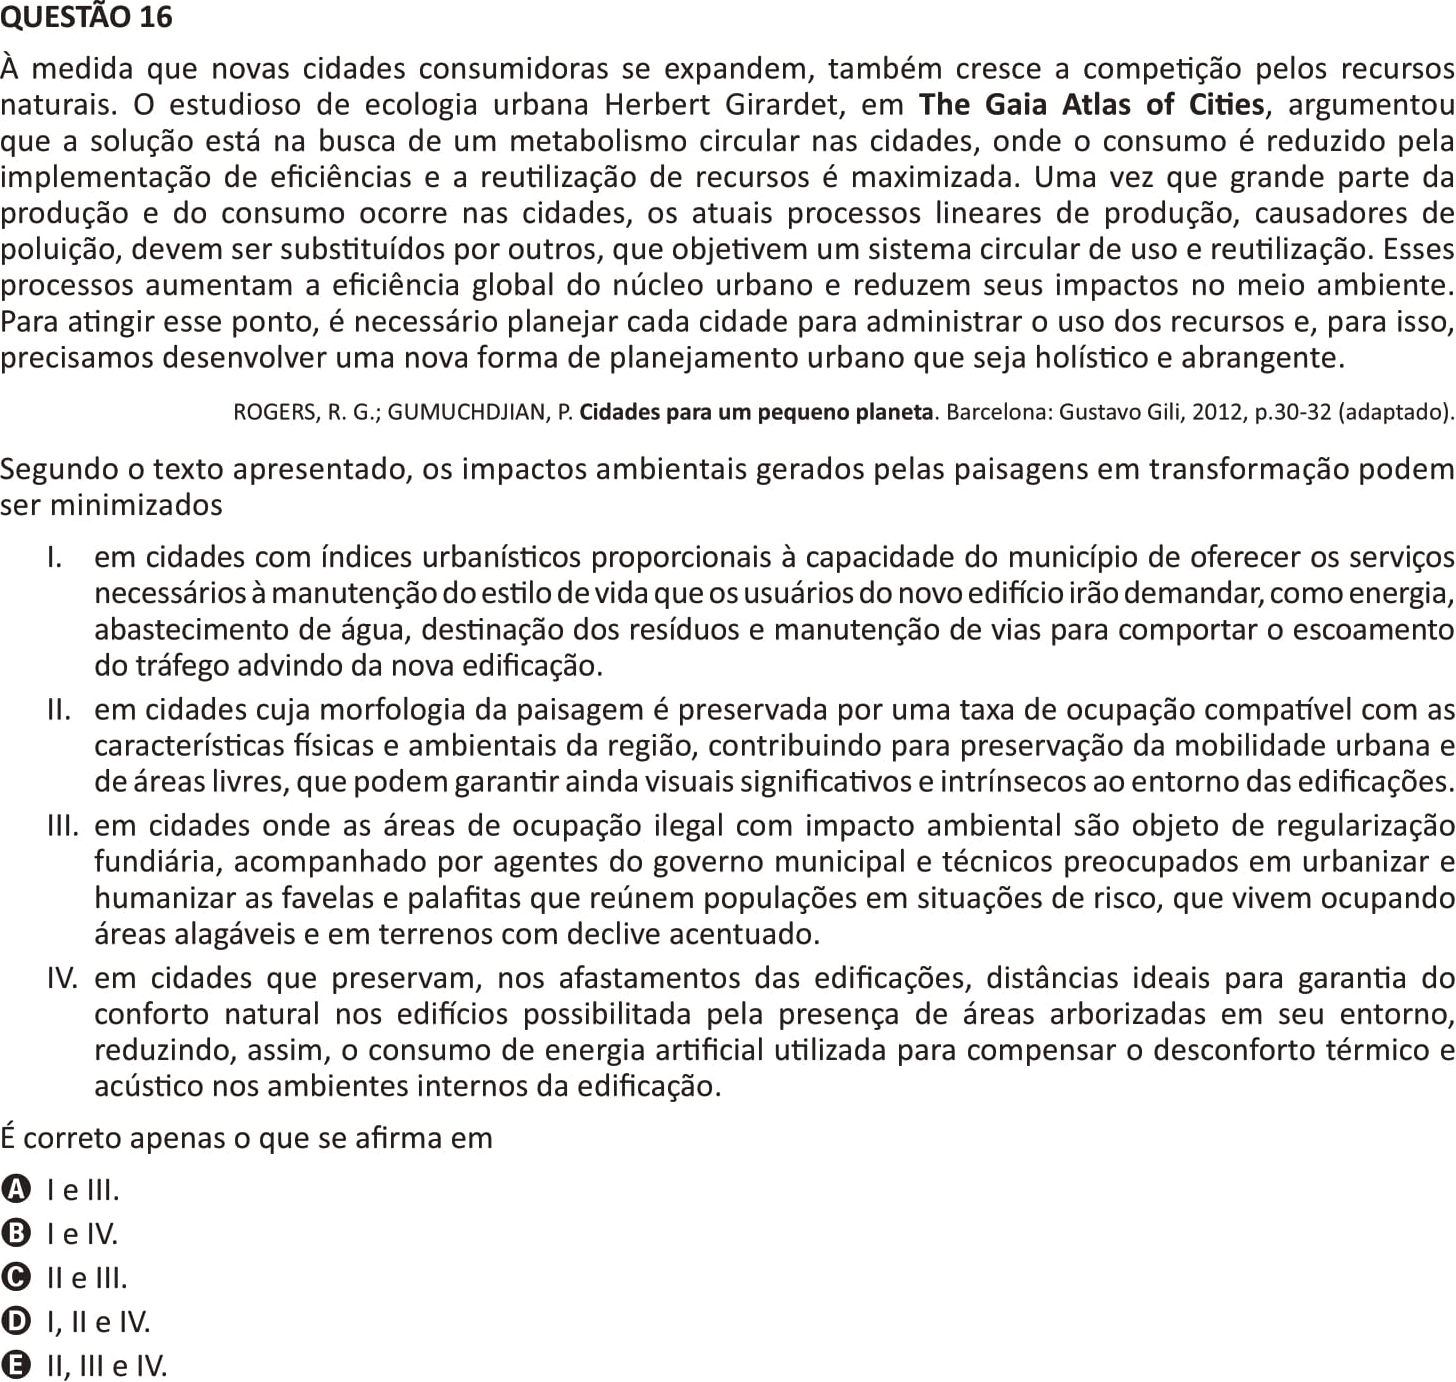 QUESTÃO 16
À medida que novas cidades consumidoras se expandem, também cresce a competição pelos recursos
naturais. O estudioso de ecologia urbana Herbert Girardet, em The Gaia Atlas of Cities, argumentou
que a solução está na busca de um metabolismo circular nas cidades, onde o consumo é reduzido pela
implementação de eficiências e a reutilização de recursos é maximizada. Uma vez que grande parte da
produção e do consumo ocorre nas cidades, os atuais processos lineares de produção, causadores de
poluição, devem ser substituídos por outros, que objetivem um sistema circular de uso e reutilização. Esses
processos aumentam a eficiência global do núcleo urbano e reduzem seus impactos no meio ambiente.
Para atingir esse ponto, é necessário planejar cada cidade para administrar o uso dos recursos e, para isso,
precisamos desenvolver uma nova forma de planejamento urbano que seja holístico e abrangente.
ROGERS, R. G.; GUMUCHDJIAN, P. Cidades para um pequeno planeta. Barcelona: Gustavo Gili, 2012, p.30-32 (adaptado).
Segundo o texto apresentado, os impactos ambientais gerados pelas paisagens em transformação podem
ser minimizados
I. em cidades com índices urbanísticos proporcionais à capacidade do município de oferecer os serviços
necessários à manutenção do estilo de vida que os usuários do novo edifício irão demandar, como energia,
abastecimento de água, destinação dos resíduos e manutenção de vias para comportar o escoamento
do tráfego advindo da nova edificação.
II. em cidades cuja morfologia da paisagem é preservada por uma taxa de ocupação compatível com as
características físicas e ambientais da região, contribuindo para preservação da mobilidade urbana e
de áreas livres, que podem garantir ainda visuais significativos e intrínsecos ao entorno das edificações.
III. em cidades onde as áreas de ocupação ilegal com impacto ambiental são objeto de regularização
fundiária, acompanhado por agentes do governo municipal e técnicos preocupados em urbanizar e
humanizar as favelas e palafitas que reúnem populações em situações de risco, que vivem ocupando
áreas alagáveis e em terrenos com declive acentuado.
IV. em cidades que preservam, nos afastamentos das edificações, distâncias ideais para garantia do
conforto natural nos edifícios possibilitada pela presença de áreas arborizadas em seu entorno,
reduzindo, assim, o consumo de energia artificial utilizada para compensar o desconforto térmico e
acústico nos ambientes internos da edificação.
É correto apenas o que se afirma em
A I e III.
B I e IV.
C II e III.
D I, II e IV.
E II, III e IV.